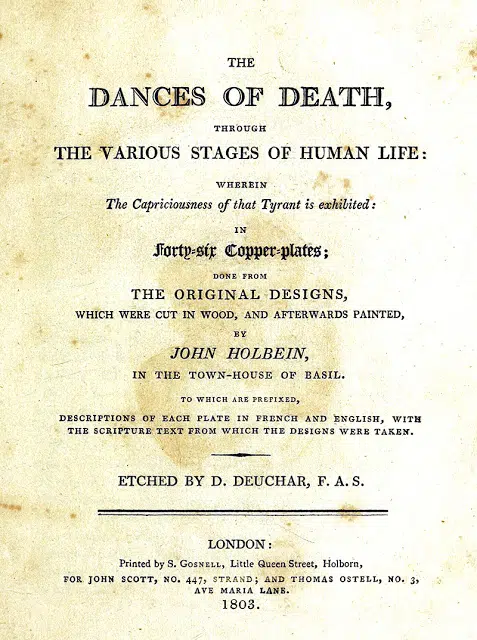 THE
DANCES OF DEATH,
THROUGH
THE VARIOUS STAGES OF HUMAN LIFE:
WHEREIN
The Capriciousness of that Tyrant is exhibited:
IN
Forty-six Copper-plates;
DONE FROM
THE ORIGINAL DESIGNS,
WHICH WERE CUT IN WOOD, AND AFTERWARDS PAINTED,
BY
JOHN HOLBEIN,
IN THE TOWN-HOUSE OF BASIL.
TO WHICH ARE PREFIXED,
DESCRIPTIONS OF EACH PLATE IN FRENCH AND ENGLISH, WITH
THE SCRIPTURE TEXT FROM WHICH THE DESIGNS WERE TAKEN.
ETCHED BY D. DEUCHAR, F. A. S.
LONDON:
Printed by S. GOSNELL, Little Queen Street, Holborn,
FOR JOHN SCOTT, NO. 447, STRAND; AND THOMAS OSTELL, NO. 3,
AVE MARIA LANE.
1803.